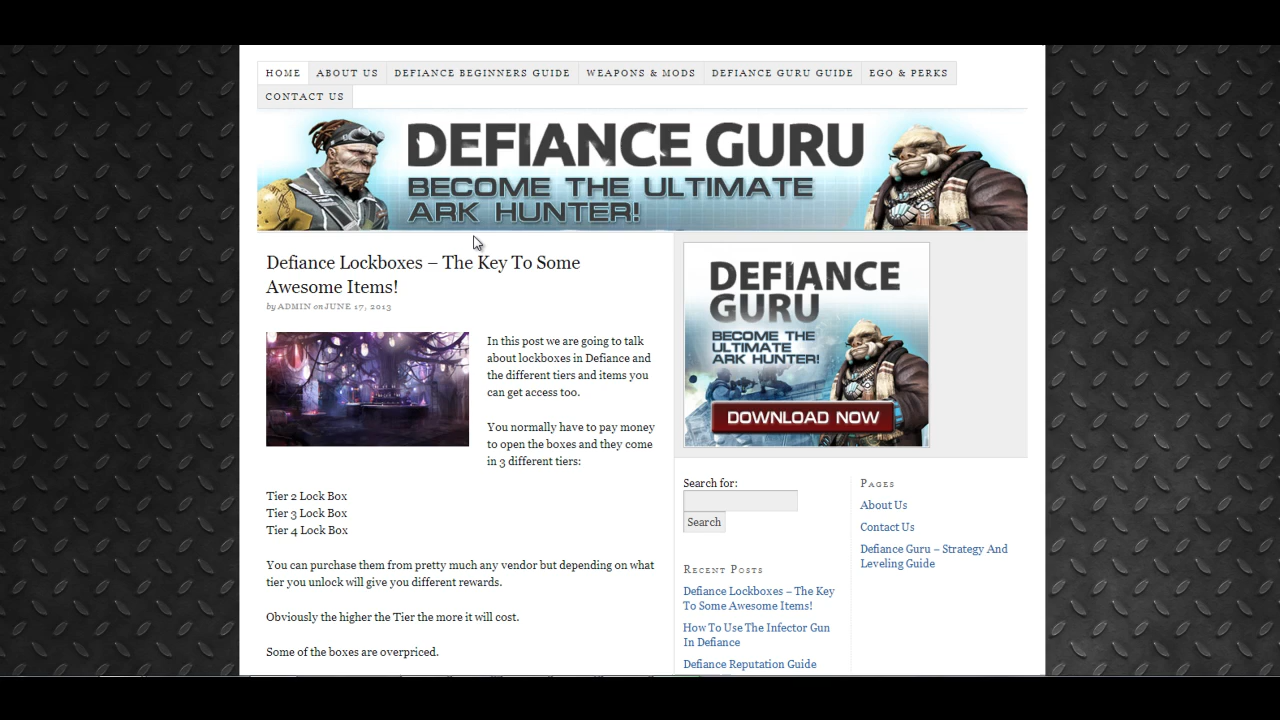 HOME ABOUT US DEFIANCE BEGINNERS GUIDE WEAPONS & MODS DEFIANCE GURU GUIDE EGO & PERKS
CONTACT US
DEFIANCE GURU
BECOME THE ULTIMATE
ARK HUNTER!
Defiance Lockboxes – The Key To Some
Awesome Items!
by ADMIN on JUNE 17, 2013
In this post we are going to talk
about lockboxes in Defiance and
the different tiers and items you
can get access too.
You normally have to pay money
to open the boxes and they come
in 3 different tiers:
Tier 2 Lock Box
Tier 3 Lock Box
Tier 4 Lock Box
You can purchase them from pretty much any vendor but depending on what
tier you unlock will give you different rewards.
Obviously the higher the Tier the more it will cost.
Some of the boxes are overpriced.
DEFIANCE
GURU
BECOME THE
ULTIMATE
ARK HUNTER!
DOWNLOAD NOW
Search for:
Search
RECENT POSTS
Defiance Lockboxes – The Key
To Some Awesome Items!
How To Use The Infector Gun
In Defiance
Defiance Reputation Guide
PAGES
About Us
Contact Us
Defiance Guru – Strategy And
Leveling Guide